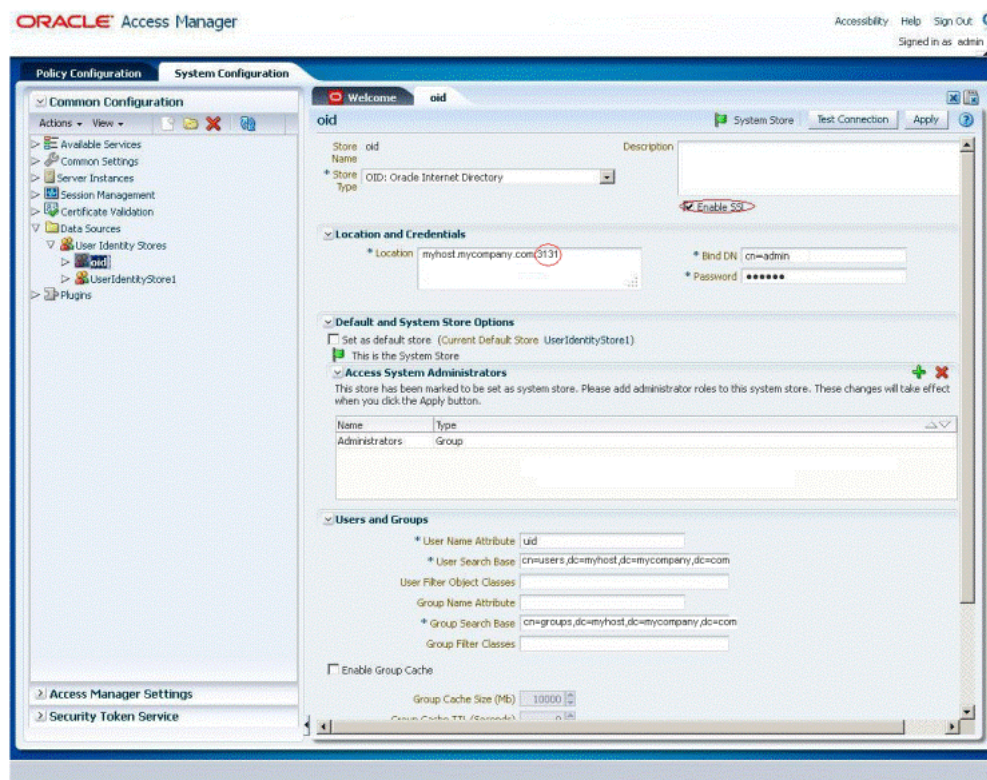 ORACLE Access Manager
Accessibility Help Sign Out
Signed in as admin
Policy Configuration System Configuration
Common Configuration
Actions View
Available Services
Common Settings
Server Instances
Session Management
Certificate Validation
Data Sources
User Identity Stores
oid
UserIdentityStore1
Plugins
Access Manager Settings
Security Token Service
Welcome oid
oid System Store Test Connection Apply
Store Name oid
Description
* Store Type OID: Oracle Internet Directory
Enable SSL
Location and Credentials
* Location myhost.mycompany.com:3131
* Bind DN cn=admin
* Password ●●●●●●
Default and System Store Options
Set as default store (Current Default Store UserIdentityStore1)
This is the System Store
Access System Administrators
This store has been marked to be set as system store. Please add administrator roles to this system store. These changes will take effect
when you click the Apply button.
Name Type
Administrators Group
Users and Groups
* User Name Attribute uid
* User Search Base cn=users,dc=myhost,dc=mycompany,dc=com
User Filter Object Classes
Group Name Attribute
* Group Search Base cn=groups,dc=myhost,dc=mycompany,dc=com
Group Filter Classes
Enable Group Cache
Group Cache Size (Mb) 10000
Group Cache TTL (Seconds) 0